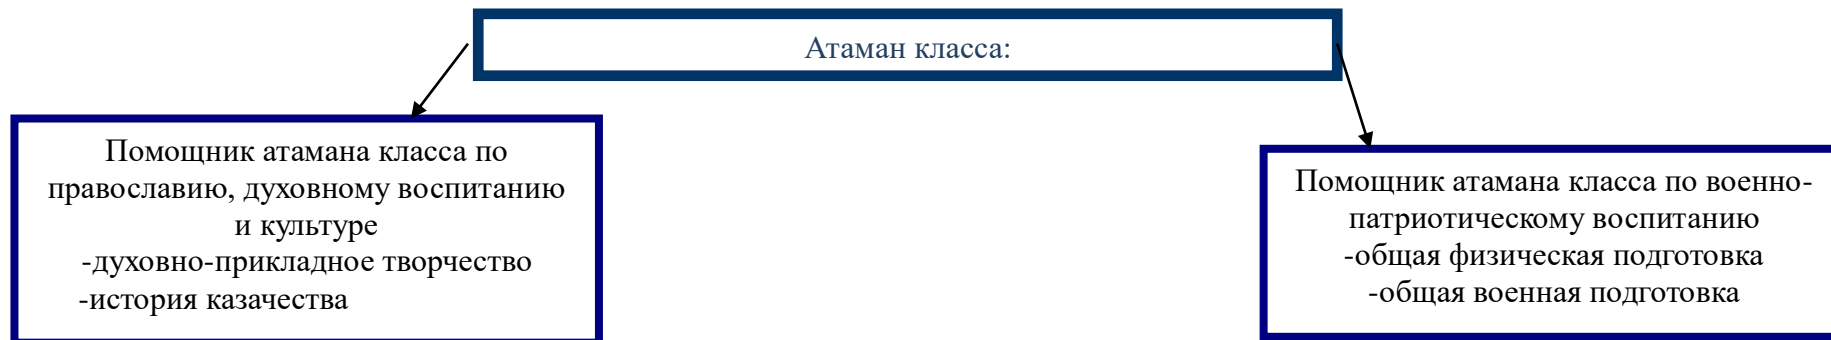 Атаман класса:
Помощник атамана класса по
православию, духовному воспитанию
и культуре
-духовно-прикладное творчество
-история казачества
Помощник атамана класса по военно-
патриотическому воспитанию
-общая физическая подготовка
-общая военная подготовка